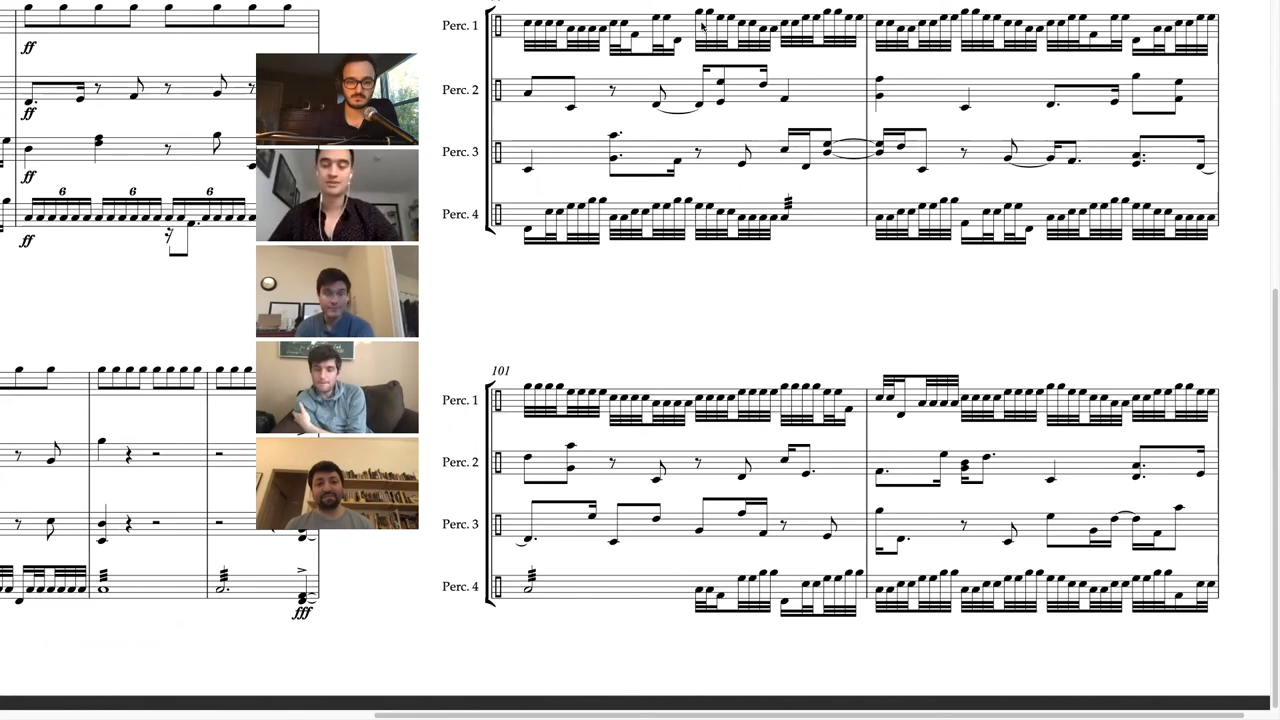 ff
ff
ff
6 6 6
ff
fff
Perc. 1
Perc. 2
Perc. 3
Perc. 4
101
Perc. 1
Perc. 2
Perc. 3
Perc. 4